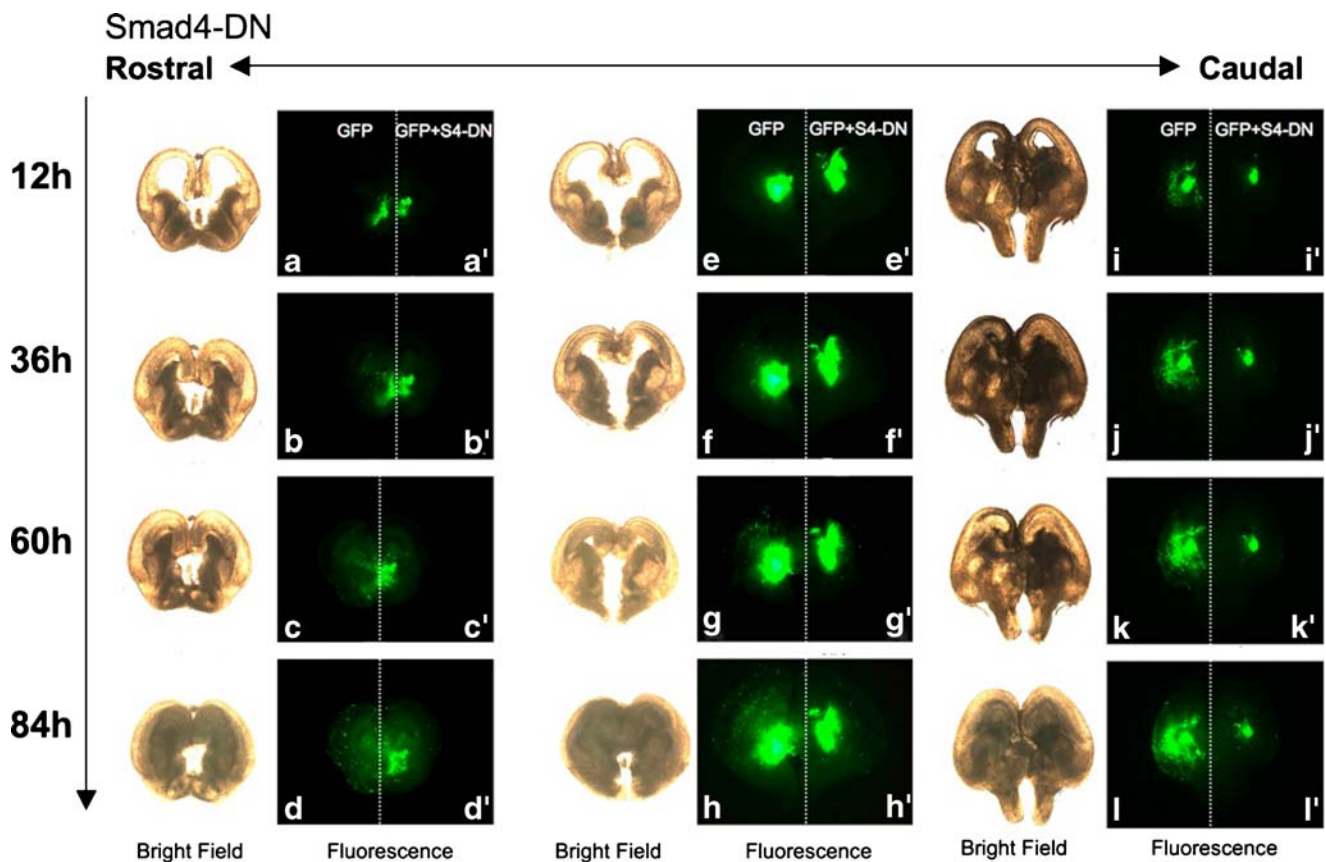 Smad4-DN
Rostral Caudal
12h
GFP GFP+S4-DN GFP GFP+S4-DN GFP GFP+S4-DN
a a' e e' i i'
36h
b b' f f' j j'
60h
c c' g g' k k'
84h
d d' h h' l l'
Bright Field Fluorescence Bright Field Fluorescence Bright Field Fluorescence